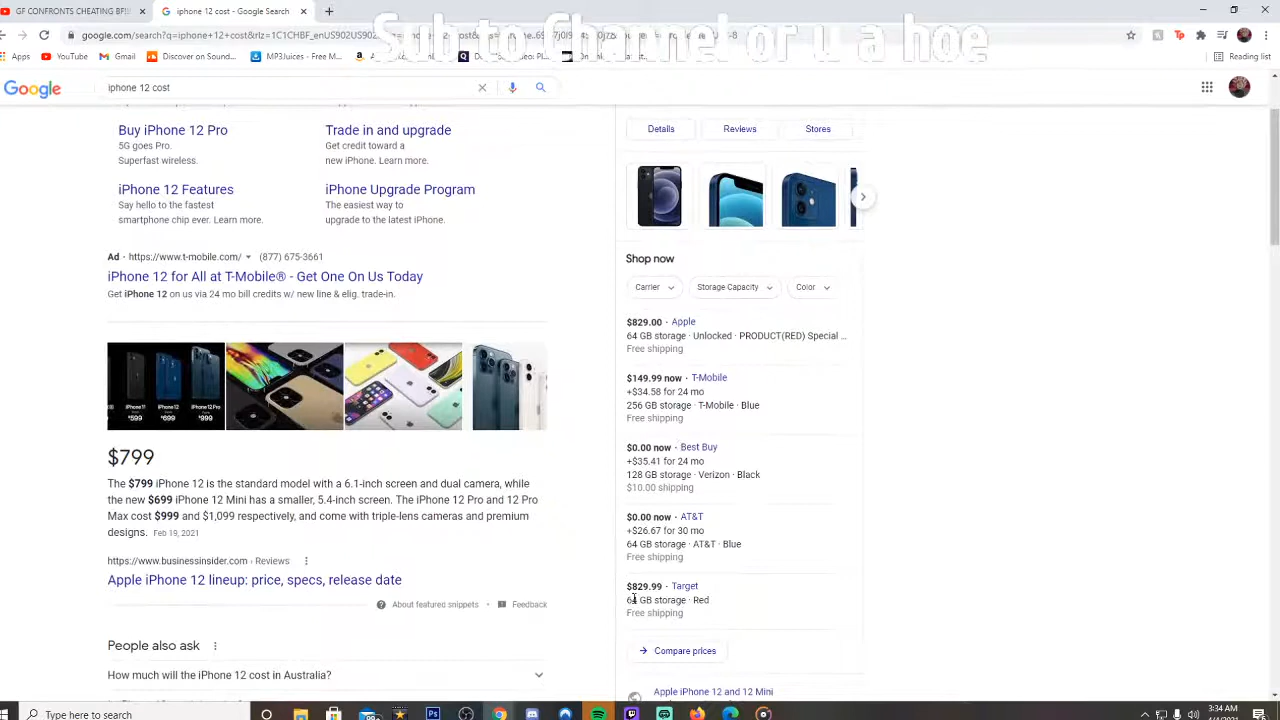 GF CONFRONTS CHEATING
iphone 12 cost - Google Search
google.com/search?q=iphone+12+cost&rlz=1C1CHBF_enUS902US902
Sub to Channel or U a hoe
Apps
YouTube
Gmail
Discover on Sound...
MP3Juices - Free M...
Reading list
Google
iphone 12 cost
Buy iPhone 12 Pro
5G goes Pro.
Superfast wireless.
Trade in and upgrade
Get credit toward a
new iPhone. Learn more.
iPhone 12 Features
Say hello to the fastest
smartphone chip ever. Learn more.
iPhone Upgrade Program
The easiest way to
upgrade to the latest iPhone.
Ad · https://www.t-mobile.com/ (877) 675-3661
iPhone 12 for All at T-Mobile® - Get One On Us Today
Get iPhone 12 on us via 24 mo bill credits w/ new line & elig. trade-in.
iPhone 11 iPhone 12 iPhone 12 Pro
$599 $999
$799
The $799 iPhone 12 is the standard model with a 6.1-inch screen and dual camera, while
the new $699 iPhone 12 Mini has a smaller, 5.4-inch screen. The iPhone 12 Pro and 12 Pro
Max cost $999 and $1,099 respectively, and come with triple-lens cameras and premium
designs. Feb 19, 2021
https://www.businessinsider.com › Reviews
Apple iPhone 12 lineup: price, specs, release date
About featured snippets • Feedback
People also ask
How much will the iPhone 12 cost in Australia?
Details
Reviews
Stores
Shop now
Carrier
Storage Capacity
Color
$829.00 · Apple
64 GB storage · Unlocked · PRODUCT(RED) Special ...
Free shipping
$149.99 now · T-Mobile
+$34.58 for 24 mo
256 GB storage · T-Mobile · Blue
Free shipping
$0.00 now · Best Buy
+$35.41 for 24 mo
128 GB storage · Verizon · Black
$10.00 shipping
$0.00 now · AT&T
+$26.67 for 30 mo
64 GB storage · AT&T · Blue
Free shipping
$829.99 · Target
64 GB storage · Red
Free shipping
Compare prices
Apple iPhone 12 and 12 Mini
Type here to search
3:34 AM
4/4/2021